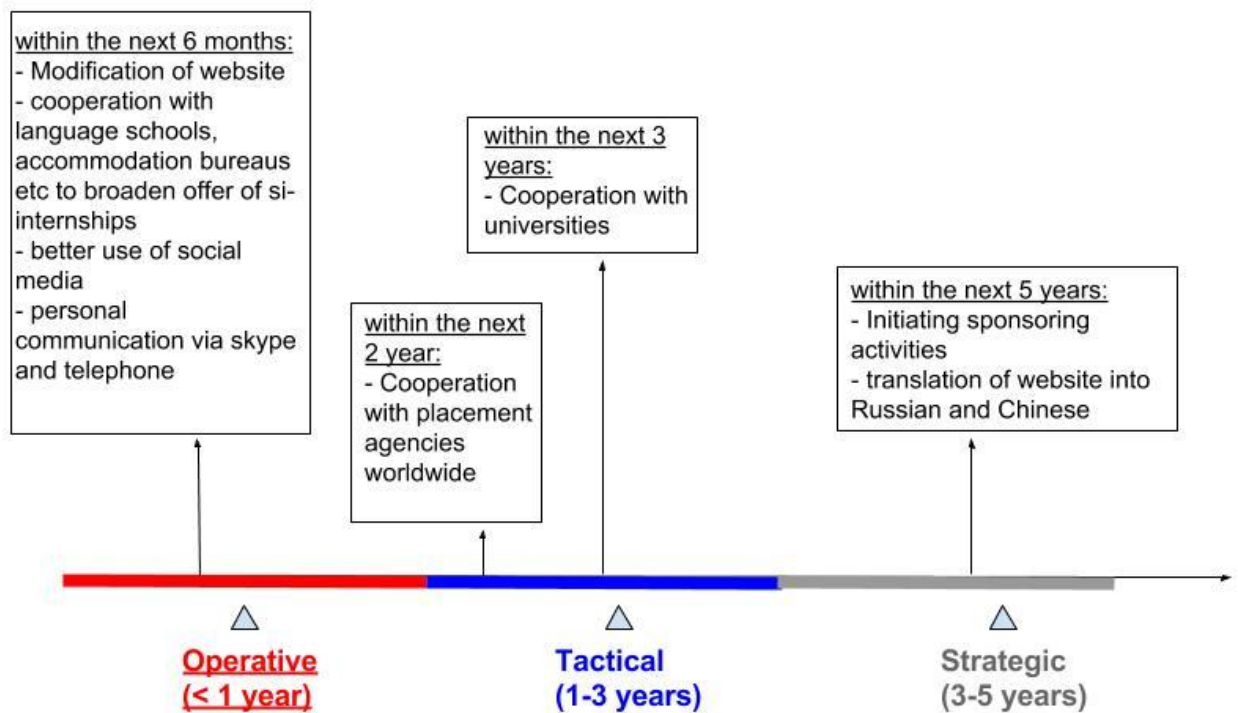 within the next 6 months:
- Modification of website
- cooperation with
language schools,
accommodation bureaus
etc to broaden offer of si-
internships
- better use of social
media
- personal
communication via skype
and telephone
within the next
2 year:
- Cooperation
with placement
agencies
worldwide
within the next 3
years:
- Cooperation with
universities
within the next 5 years:
- Initiating sponsoring
activities
- translation of website into
Russian and Chinese
Operative
(< 1 year)
Tactical
(1-3 years)
Strategic
(3-5 years)